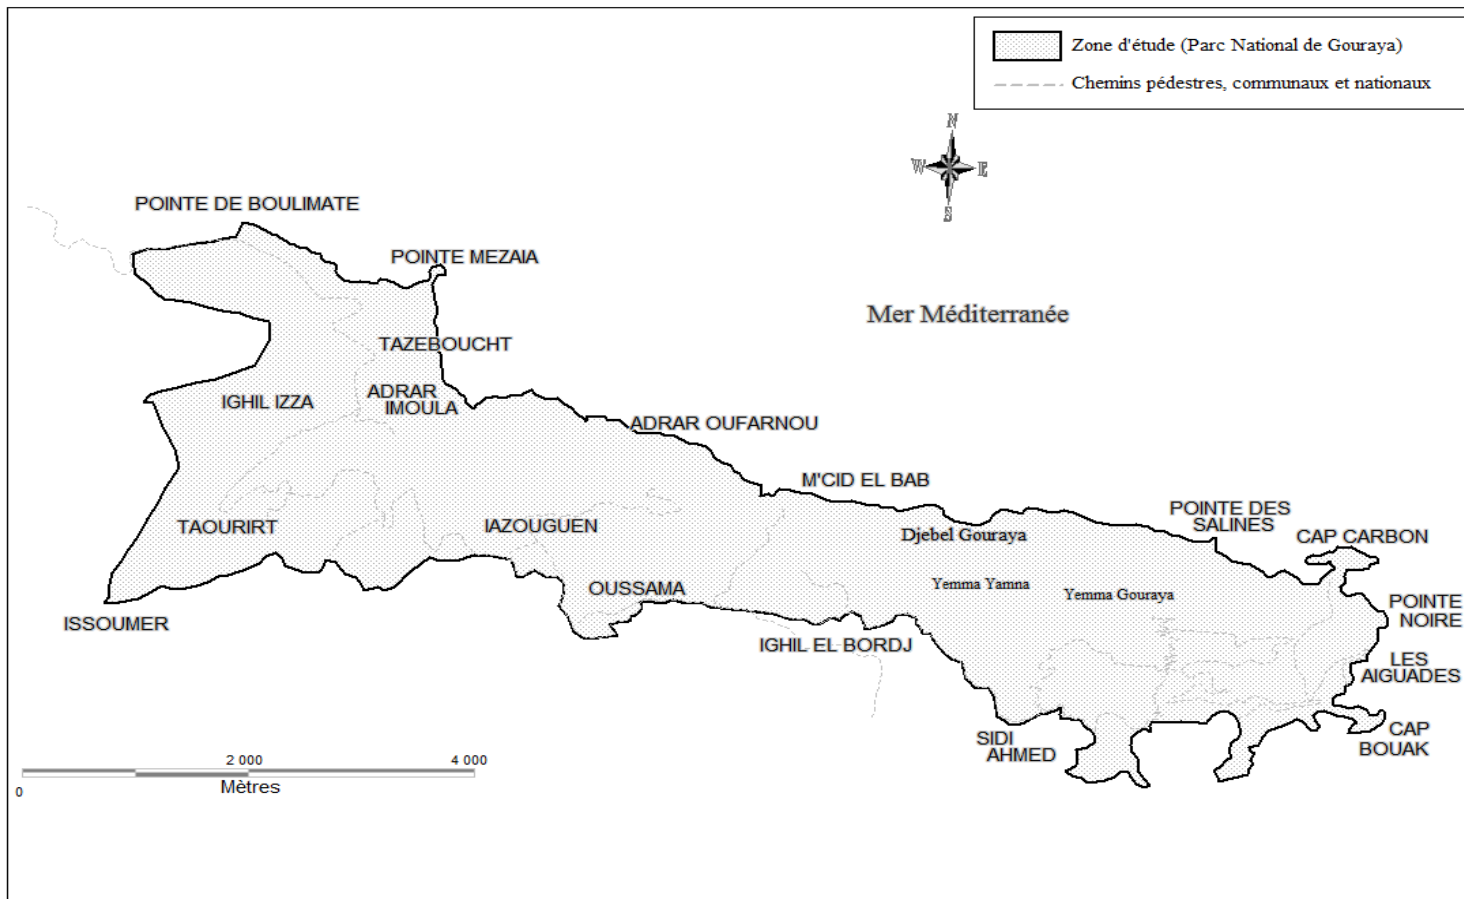 Zone d'étude (Parc National de Gouraya)
Chemins pédestres, communaux et nationaux
N
W E
S
POINTE DE BOULIMATE
POINTE MEZAIA
Mer Méditerranée
TAZEBOUCHT
ADRAR
IMOULA
IGHIL IZZA
ADRAR OUFARNOU
M'CID EL BAB
POINTE DES
SALINES
CAP CARBON
TAOURIRT
IAZOUGUEN
Djebel Gouraya
OUSSAMA
Yemma Yamna
Yemma Gouraya
POINTE
NOIRE
ISSOUMER
IGHIL EL BORDJ
LES
AIGUADES
SIDI
AHMED
CAP
BOUAK
2 000
4 000
0
Mètres